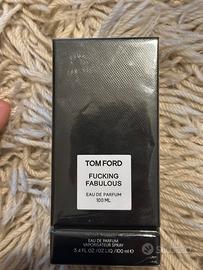 TOM FORD
FUCKING
FABULOUS
EAU DE PARFUM
100 ML
EAU DE PARFUM
VAPORISATEUR SPRAY
3.4 FL.OZ/OZ LIQ/100 ml ℮